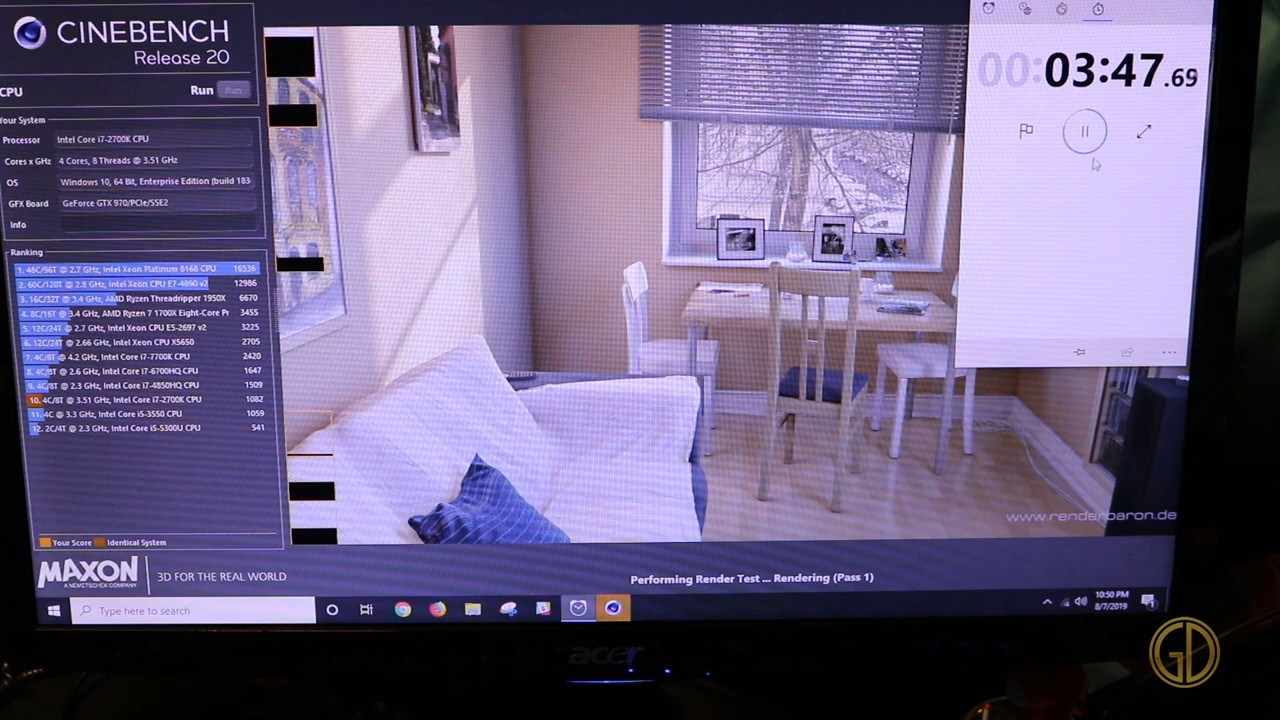 CINEBENCH
Release 20
CPU
Run
Run
Your System
Processor Intel Core i7-2700K CPU
Cores x GHz 4 Cores, 8 Threads @ 3.51 GHz
OS Windows 10, 64 Bit, Enterprise Edition (build 183
GFX Board GeForce GTX 970/PCIe/SSE2
Info
Ranking
1. 48C/96T @ 2.7 GHz, Intel Xeon Platinum 8168 CPU 16536
2. 60C/120T @ 2.8 GHz, Intel Xeon CPU E7-4890 v2 12986
3. 16C/32T @ 3.4 GHz, AMD Ryzen Threadripper 1950X 6670
4. 8C/16T @ 3.4 GHz, AMD Ryzen 7 1700X Eight-Core Pr 3455
5. 12C/24T @ 2.7 GHz, Intel Xeon CPU E5-2697 v2 3225
6. 12C/24T @ 2.66 GHz, Intel Xeon CPU X5650 2705
7. 4C/8T @ 4.2 GHz, Intel Core i7-7700K CPU 2420
8. 4C/8T @ 2.6 GHz, Intel Core i7-6700HQ CPU 1647
9. 4C/8T @ 2.3 GHz, Intel Core i7-4850HQ CPU 1509
10. 4C/8T @ 3.51 GHz, Intel Core i7-2700K CPU 1082
11. 4C @ 3.3 GHz, Intel Core i5-3550 CPU 1059
12. 2C/4T @ 2.3 GHz, Intel Core i5-5300U CPU 541
Your Score Identical System
MAXON
A NEMETSCHEK COMPANY
3D FOR THE REAL WORLD
00:03:47.69
www.renderbaron.de
Performing Render Test ... Rendering (Pass 1)
Type here to search
10:50 PM
8/7/2019
acer
GD